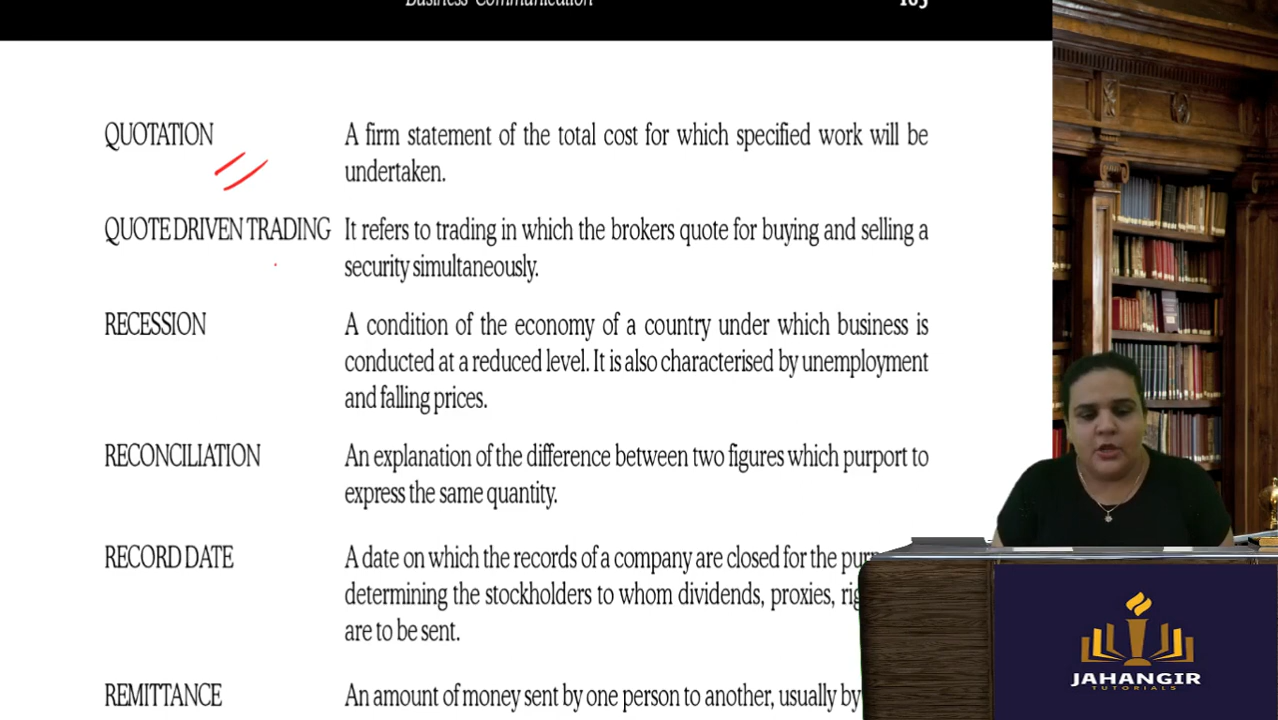 Business Communication 165
QUOTATION A firm statement of the total cost for which specified work will be
undertaken.
QUOTE DRIVEN TRADING It refers to trading in which the brokers quote for buying and selling a
security simultaneously.
RECESSION A condition of the economy of a country under which business is
conducted at a reduced level. It is also characterised by unemployment
and falling prices.
RECONCILIATION An explanation of the difference between two figures which purport to
express the same quantity.
RECORD DATE A date on which the records of a company are closed for the
determining the stockholders to whom dividends, proxies,
are to be sent.
REMITTANCE An amount of money sent by one person to another, usually by
JAHANGIR
TUTORIALS